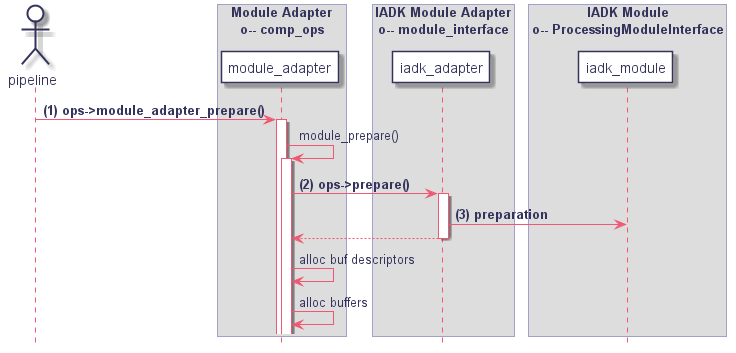 Module Adapter
o-- comp_ops
IADK Module Adapter
o-- module_interface
IADK Module
o-- ProcessingModuleInterface
pipeline
module_adapter
iadk_adapter
iadk_module
(1) ops->module_adapter_prepare()
module_prepare()
(2) ops->prepare()
(3) preparation
alloc buf descriptors
alloc buffers